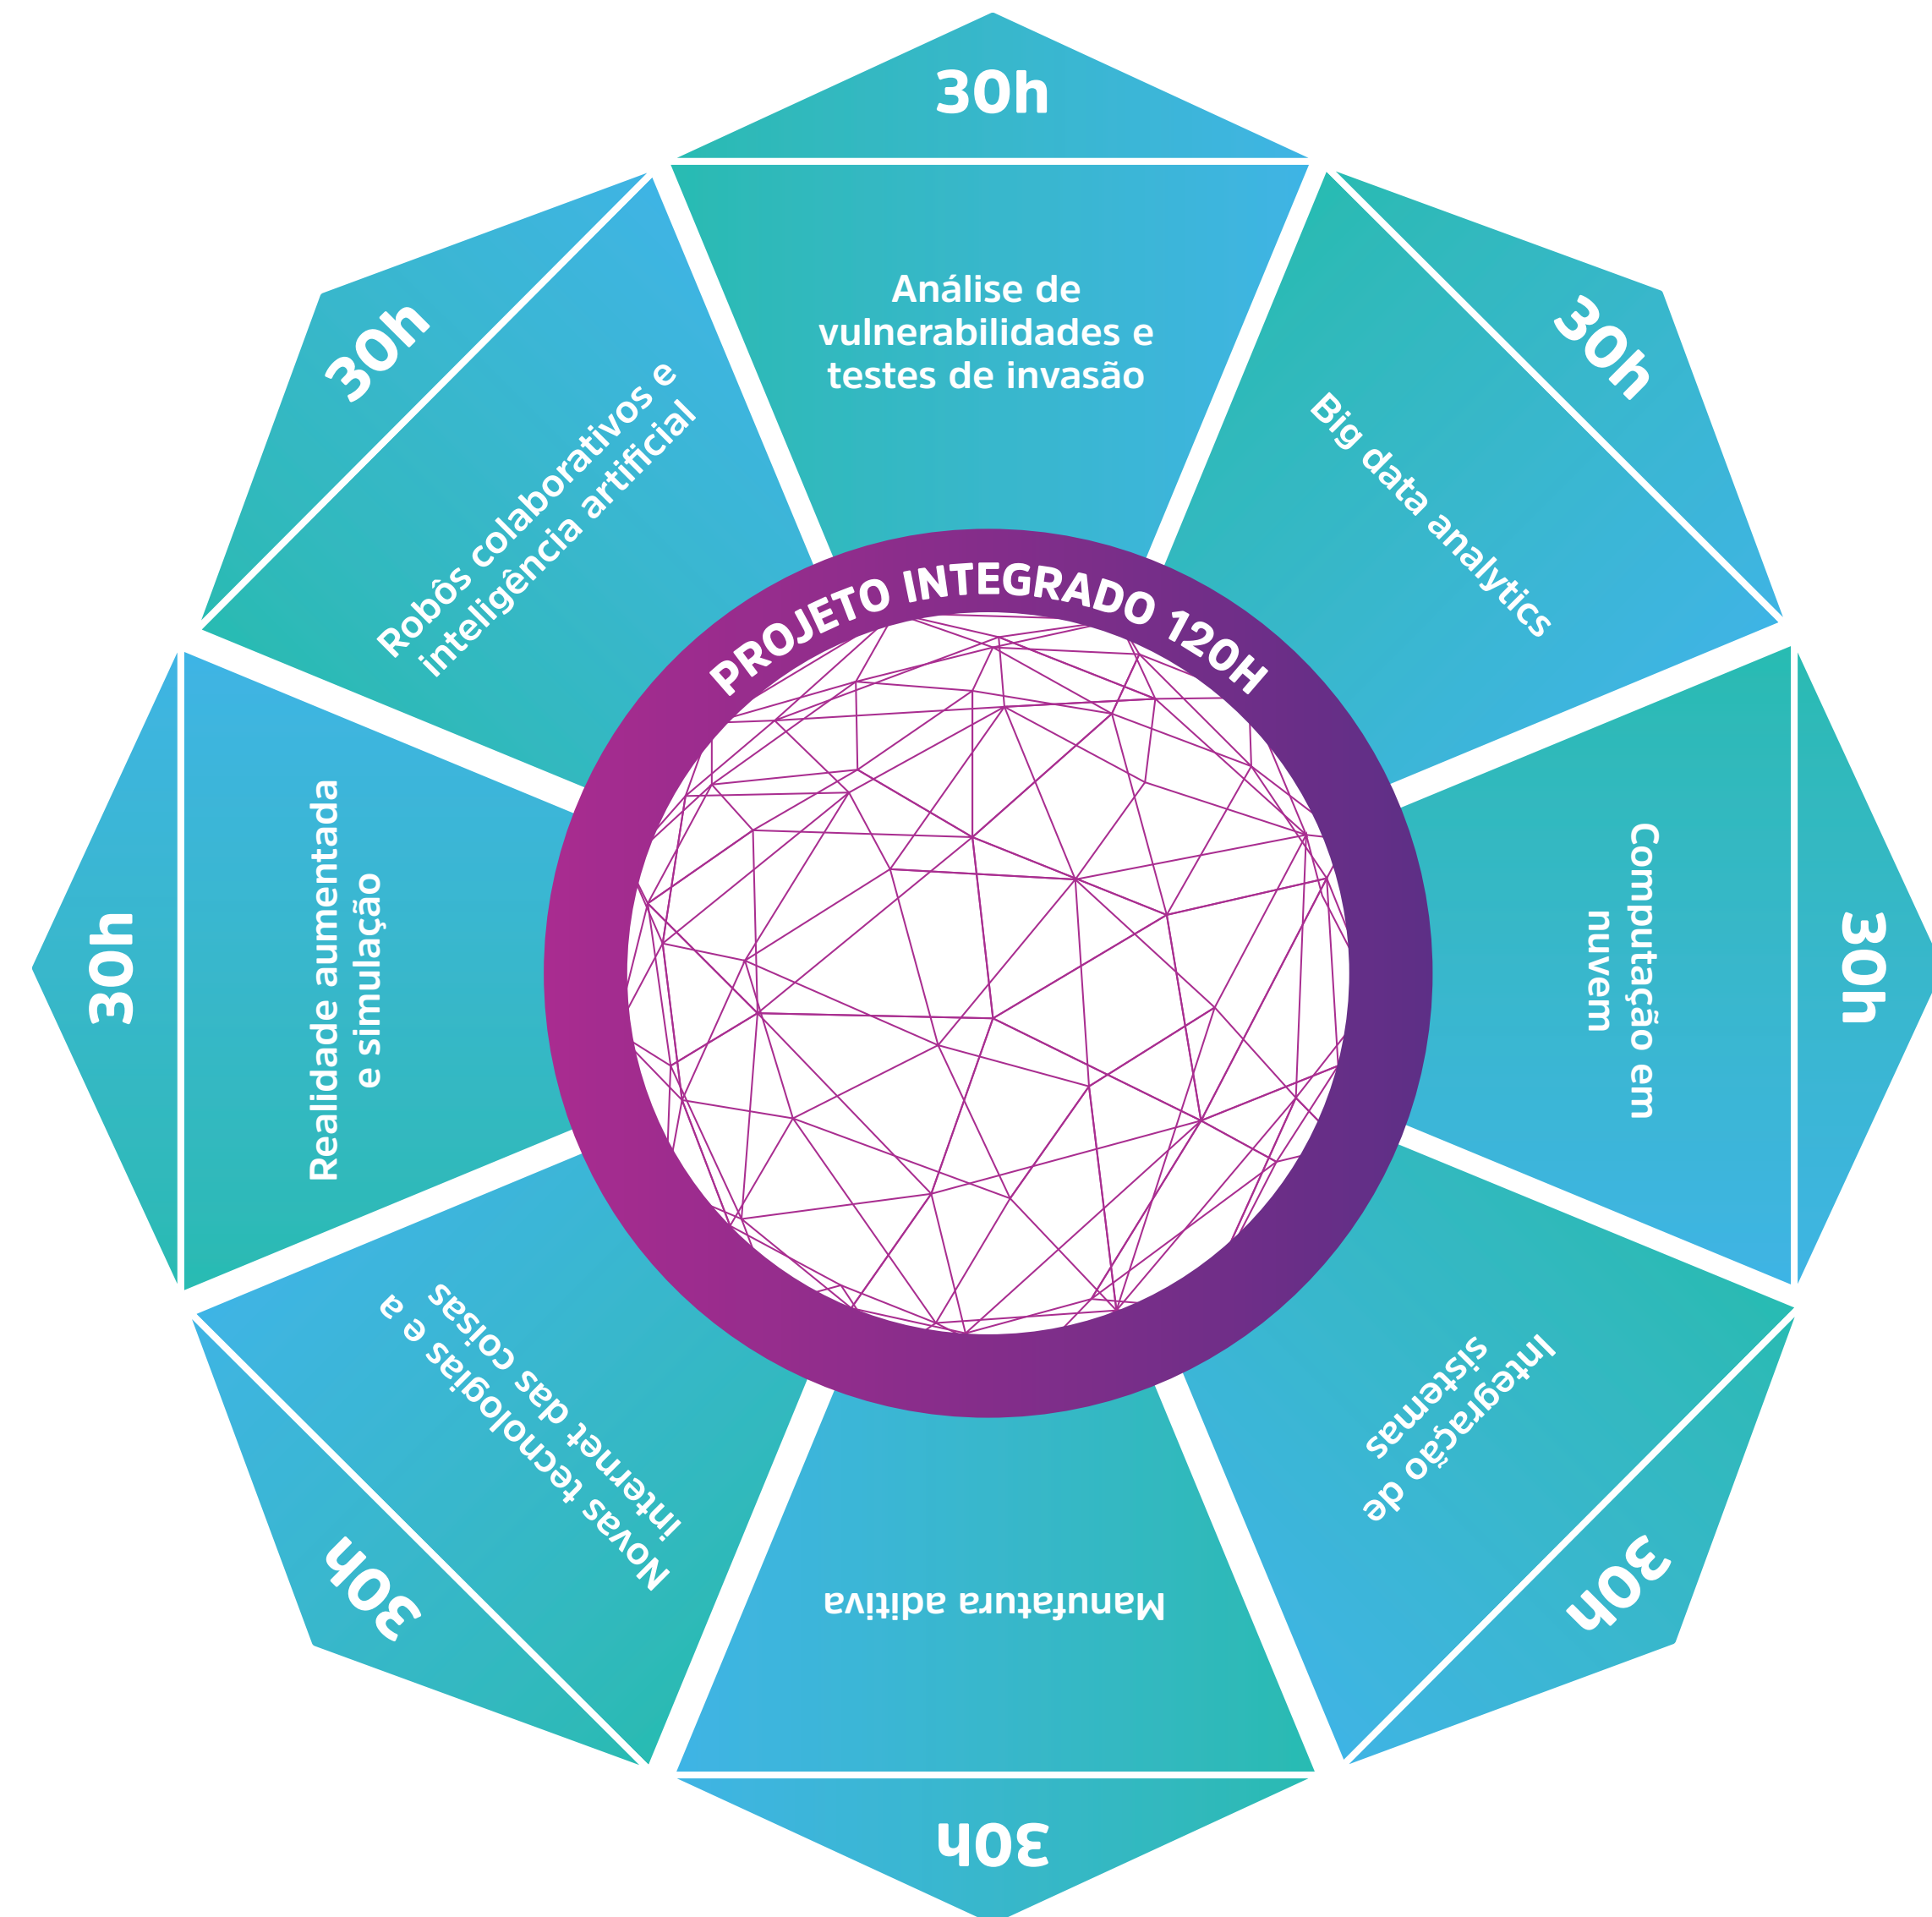 30h
Análise de
vulnerabilidades e
testes de invasão
30h
Big data analytics
30h
Computação em
nuvem
30h
Integração de
sistemas
30h
Manufatura aditiva
30h
Novas tecnologias e a
internet das coisas
30h
Realidade aumentada
e simulação
30h
Robôs colaborativos e
inteligência artificial
PROJETO INTEGRADO 120H